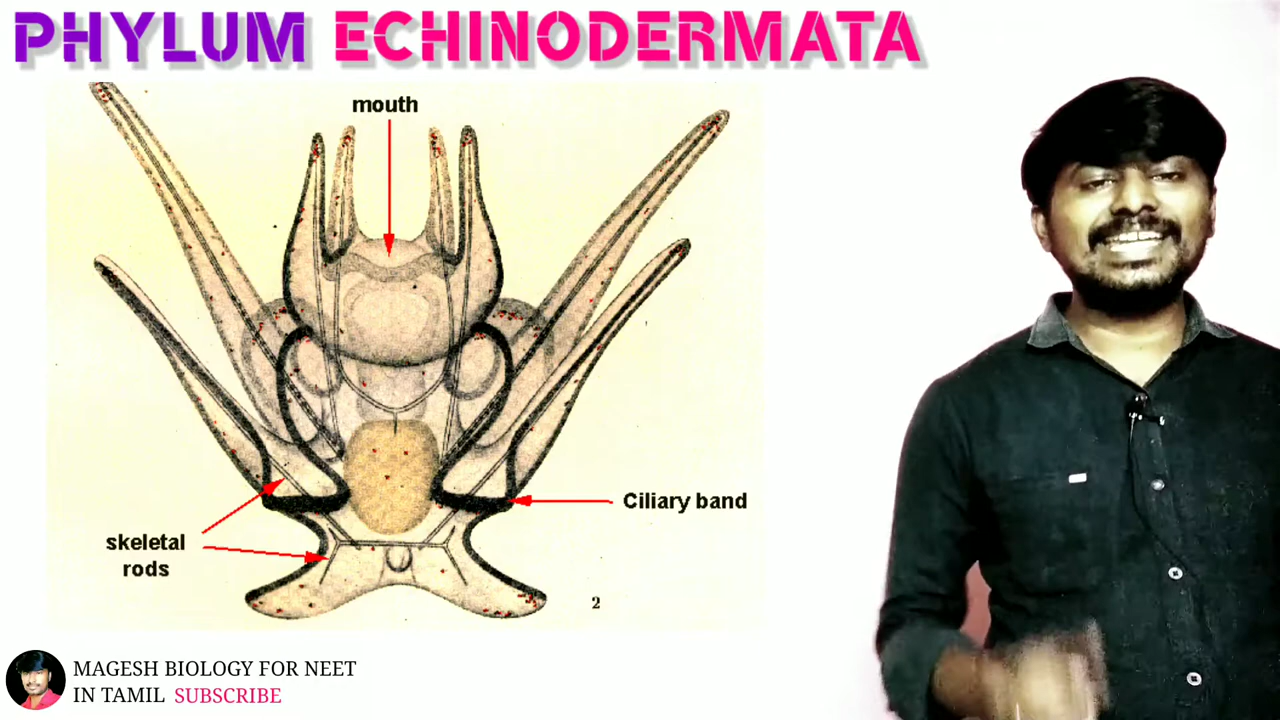 PHYLUM ECHINODERMATA
mouth
Ciliary band
skeletal
rods
2
MAGESH BIOLOGY FOR NEET
IN TAMIL SUBSCRIBE